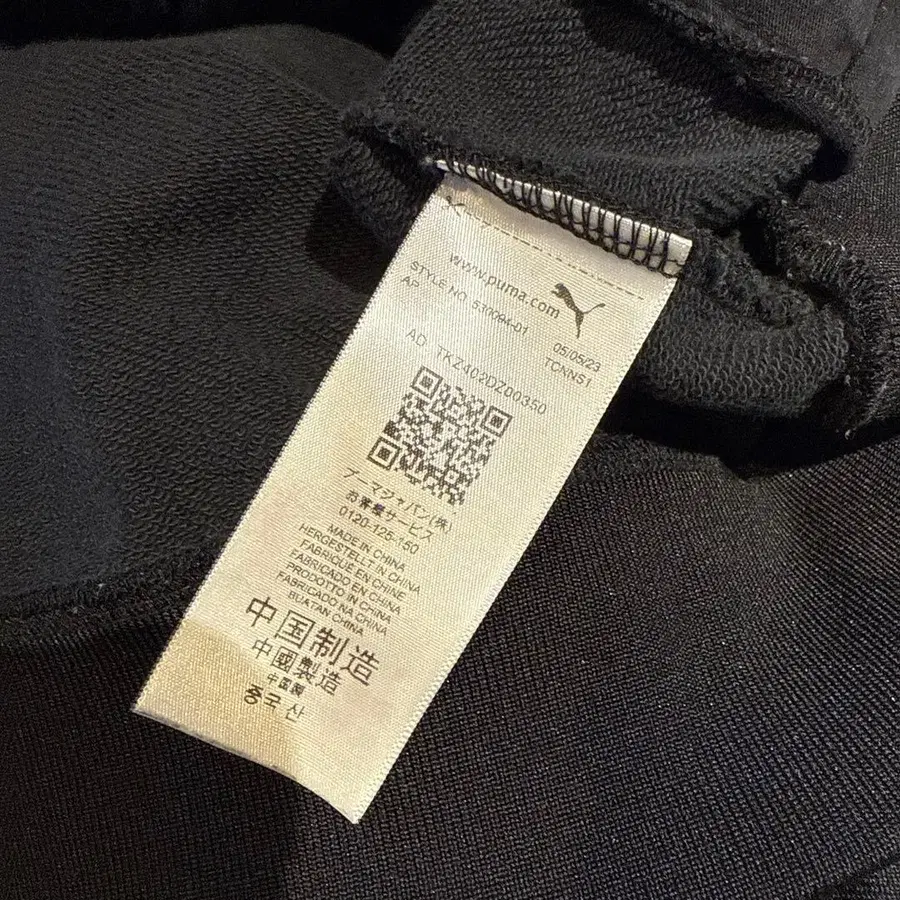 www.puma.com
STYLE NO 530094-01
05/05/23
AP
TCNNS1
AD TKZ402DZ00350
プーマジャパン(株)
お客様サービス
0120-125-150
MADE IN CHINA
HERGESTELLT IN CHINA
FABRIQUÉ EN CHINE
FABRICADO EN CHINA
PRODOTTO IN CHINA
FABRICADO NA CHINA
BUATAN CHINA
中国制造
中國製造
中国製
중국산